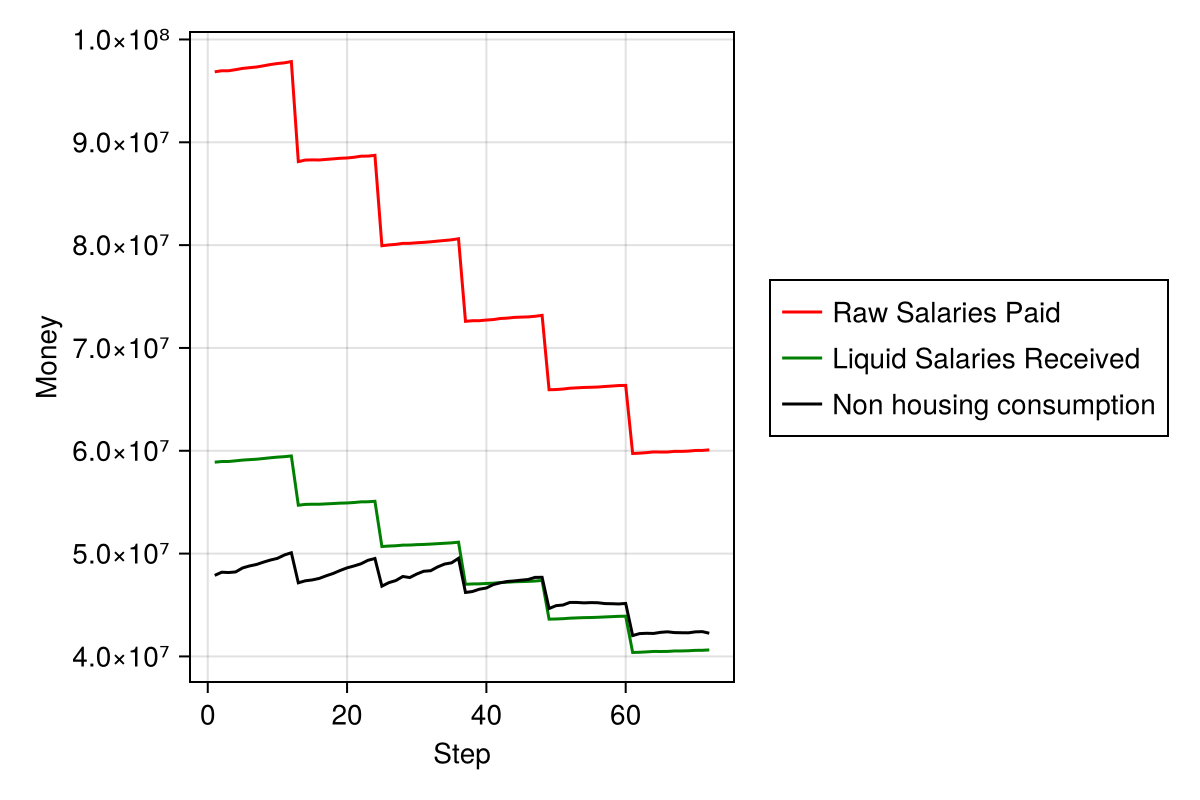 1.0×10⁸
9.0×10⁷
8.0×10⁷
7.0×10⁷
6.0×10⁷
5.0×10⁷
4.0×10⁷
Money
0 20 40 60
Step
Raw Salaries Paid
Liquid Salaries Received
Non housing consumption